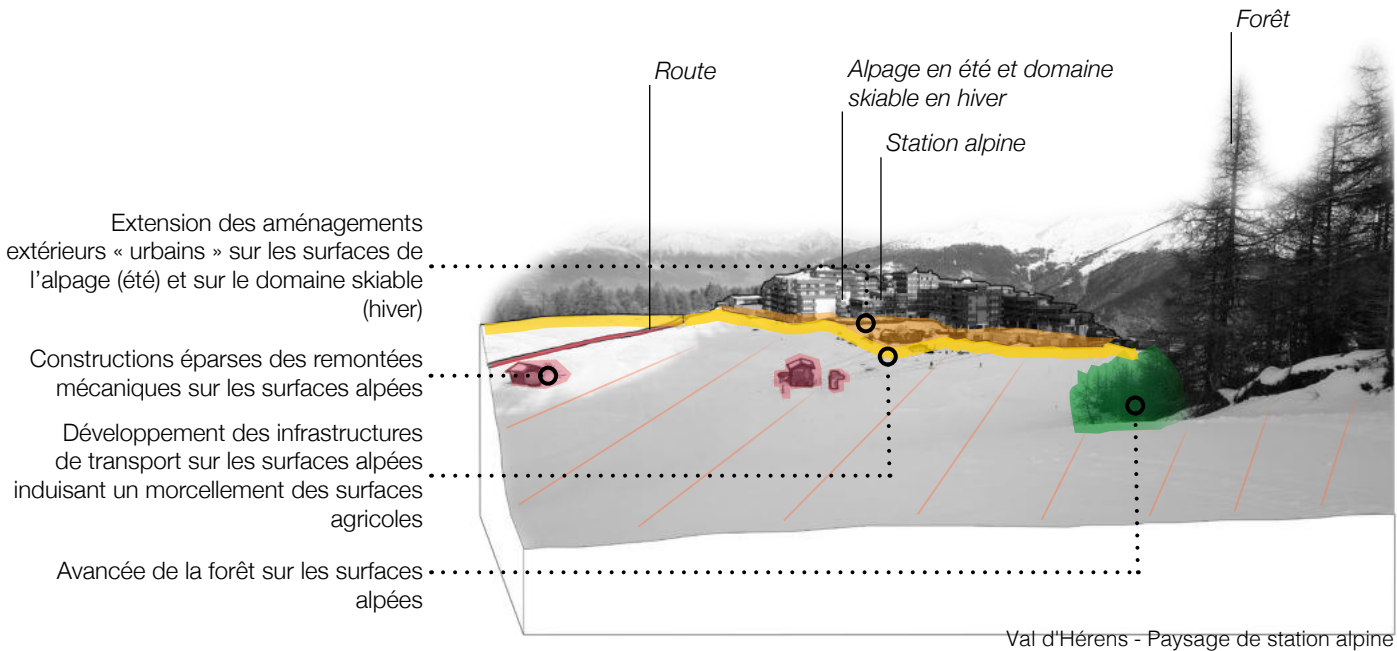 Forêt
Route
Alpage en été et domaine
skiable en hiver
Station alpine
Extension des aménagements
extérieurs « urbains » sur les surfaces de
l'alpage (été) et sur le domaine skiable
(hiver)
Constructions éparses des remontées
mécaniques sur les surfaces alpées
Développement des infrastructures
de transport sur les surfaces alpées
induisant un morcellement des surfaces
agricoles
Avancée de la forêt sur les surfaces
alpées
Val d'Hérens - Paysage de station alpine